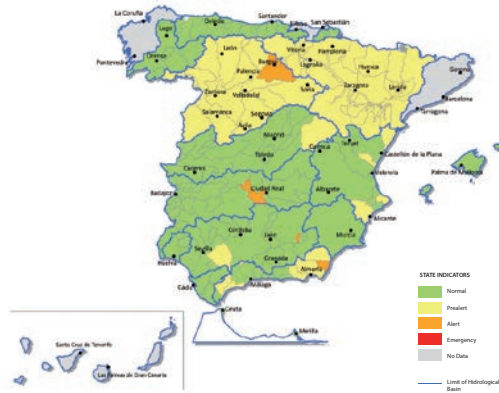 La Coruña
Oviedo
Santander
Bilbao
San Sebastián
Lugo
Vitoria
Pamplona
León
Pontevedra
Orense
Burgos
Logroño
Huesca
Gerona
Palencia
Zamora
Valladolid
Soria
Zaragoza
Lérida
Barcelona
Salamanca
Segovia
Tarragona
Ávila
Madrid
Teruel
Cuenca
Castellón de la Plana
Toledo
Cáceres
Valencia
Palma de Mallorca
Badajoz
Ciudad Real
Albacete
Alicante
Córdoba
Jaén
Murcia
Sevilla
Huelva
Granada
Almería
Cádiz
Málaga
Ceuta
Melilla
Santa Cruz de Tenerife
Las Palmas de Gran Canaria
STATE INDICATORS
Normal
Prealert
Alert
Emergency
No Data
Limit of Hidrological
Basin